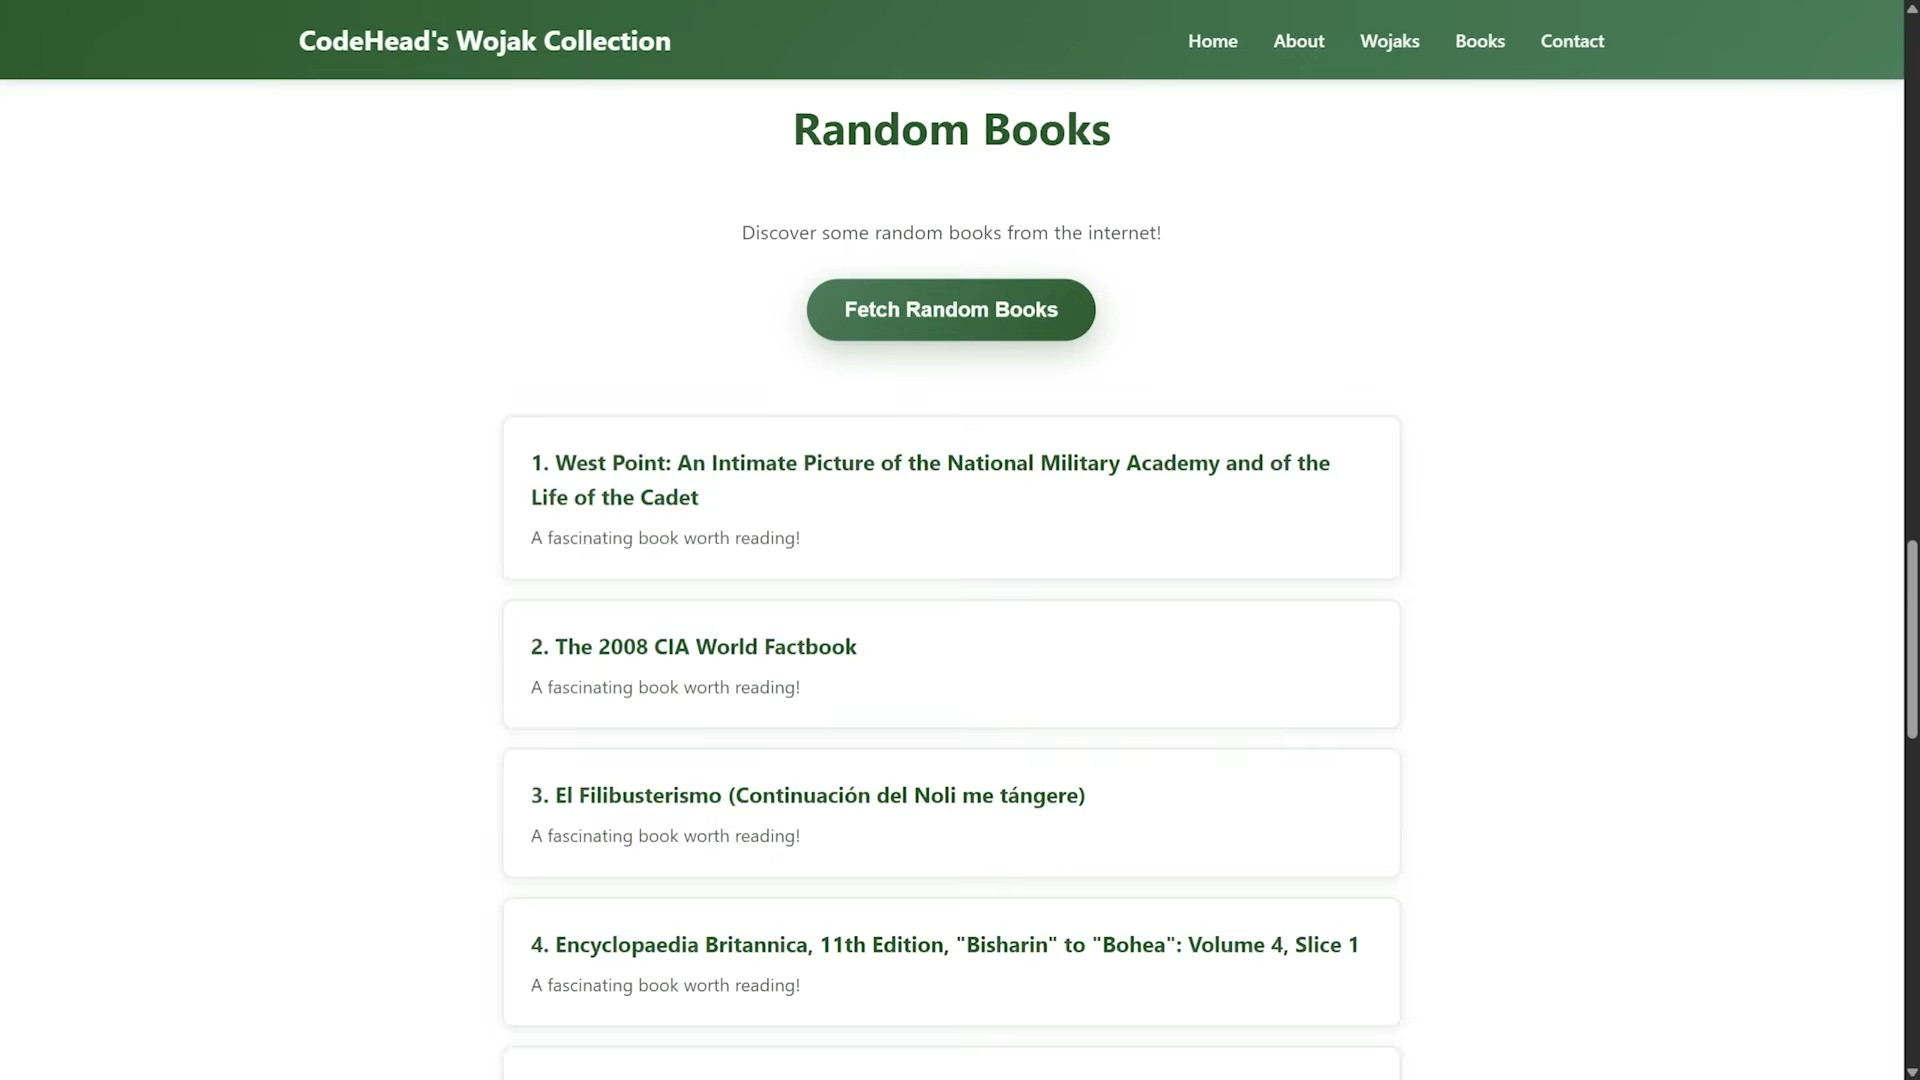 CodeHead's Wojak Collection
Home About Wojaks Books Contact
Random Books
Discover some random books from the internet!
Fetch Random Books
1. West Point: An Intimate Picture of the National Military Academy and of the
Life of the Cadet
A fascinating book worth reading!
2. The 2008 CIA World Factbook
A fascinating book worth reading!
3. El Filibusterismo (Continuación del Noli me tángere)
A fascinating book worth reading!
4. Encyclopaedia Britannica, 11th Edition, "Bisharin" to "Bohea": Volume 4, Slice 1
A fascinating book worth reading!